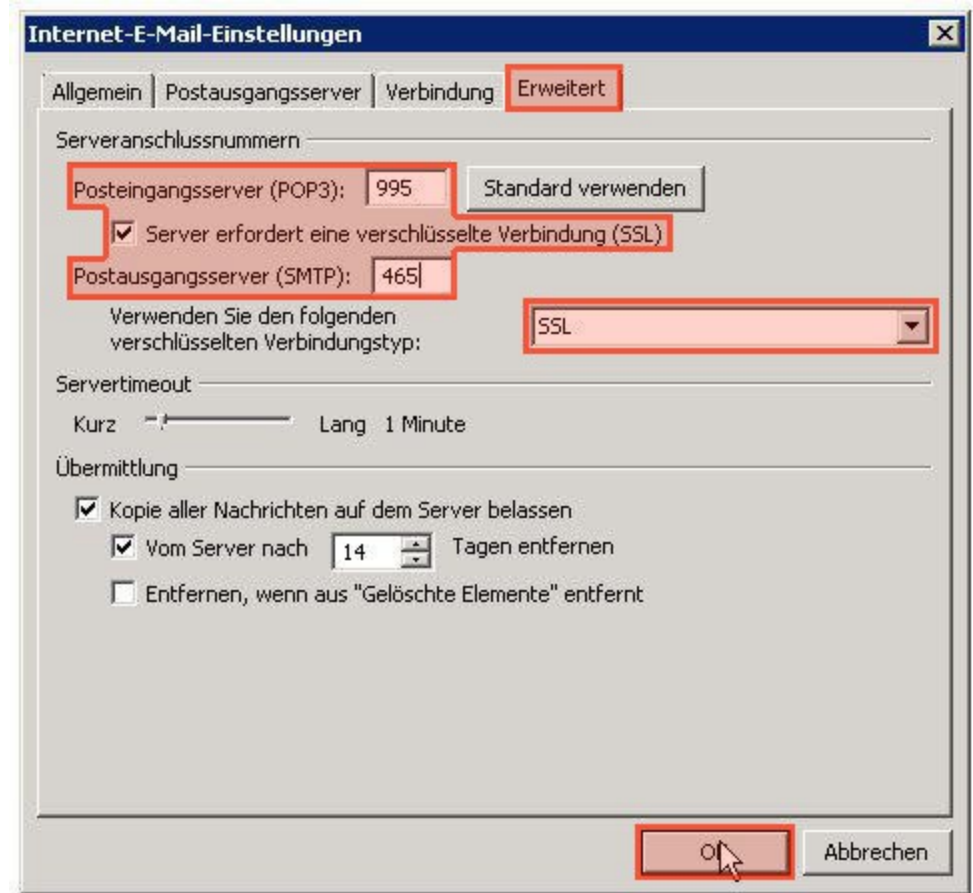 Internet-E-Mail-Einstellungen
Allgemein Postausgangsserver Verbindung Erweitert
Serveranschlussnummern
Posteingangsserver (POP3): 995 Standard verwenden
Server erfordert eine verschlüsselte Verbindung (SSL)
Postausgangsserver (SMTP): 465
Verwenden Sie den folgenden
verschlüsselten Verbindungstyp: SSL
Servertimeout
Kurz Lang 1 Minute
Übermittlung
Kopie aller Nachrichten auf dem Server belassen
Vom Server nach 14 Tagen entfernen
Entfernen, wenn aus "Gelöschte Elemente" entfernt
OK Abbrechen